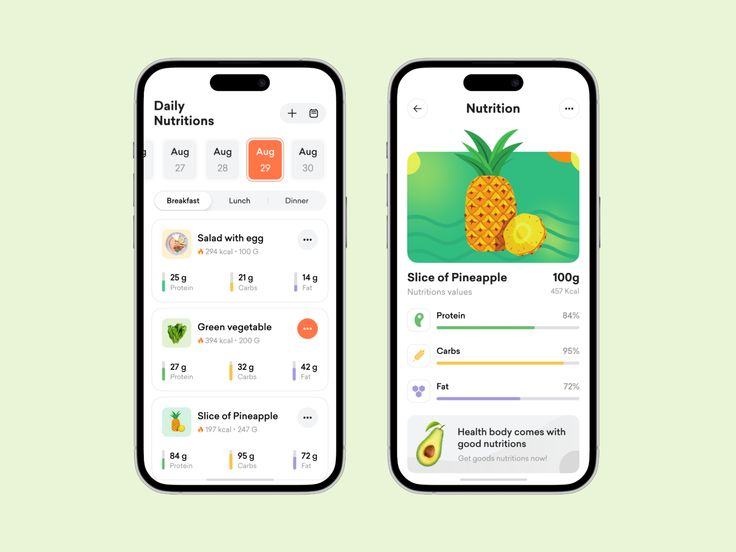 Daily
Nutritions
g
Aug
27
Aug
28
Aug
29
Aug
30
Breakfast
Lunch
Dinner
Salad with egg
294 kcal • 100 G
25 g
Protein
21 g
Carbs
14 g
Fat
Green vegetable
394 kcal • 200 G
27 g
Protein
32 g
Carbs
42 g
Fat
Slice of Pineapple
197 kcal • 247 G
84 g
Protein
95 g
Carbs
72 g
Fat
Nutrition
Slice of Pineapple 100g
Nutritions values 457 Kcal
Protein 84%
Carbs 95%
Fat 72%
Health body comes with
good nutritions
Get goods nutritions now!